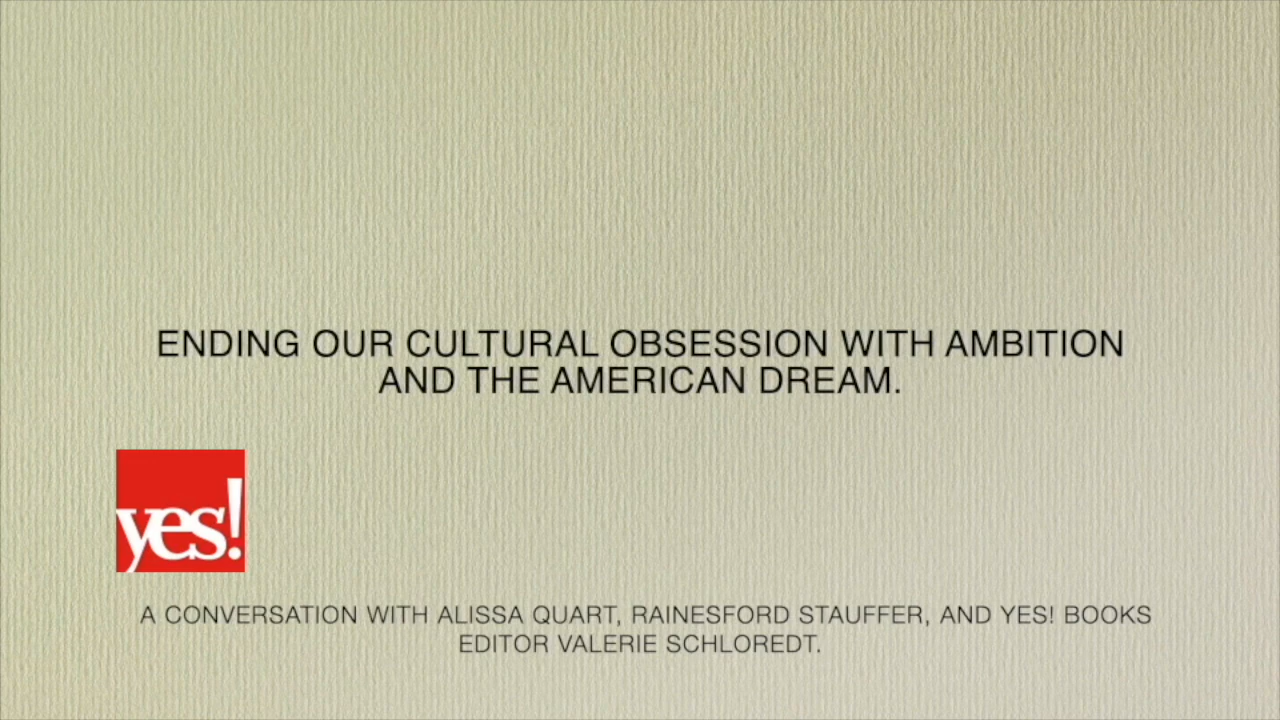 ENDING OUR CULTURAL OBSESSION WITH AMBITION
AND THE AMERICAN DREAM.
yes!
A CONVERSATION WITH ALISSA QUART, RAINESFORD STAUFFER, AND YES! BOOKS
EDITOR VALERIE SCHLOREDT.